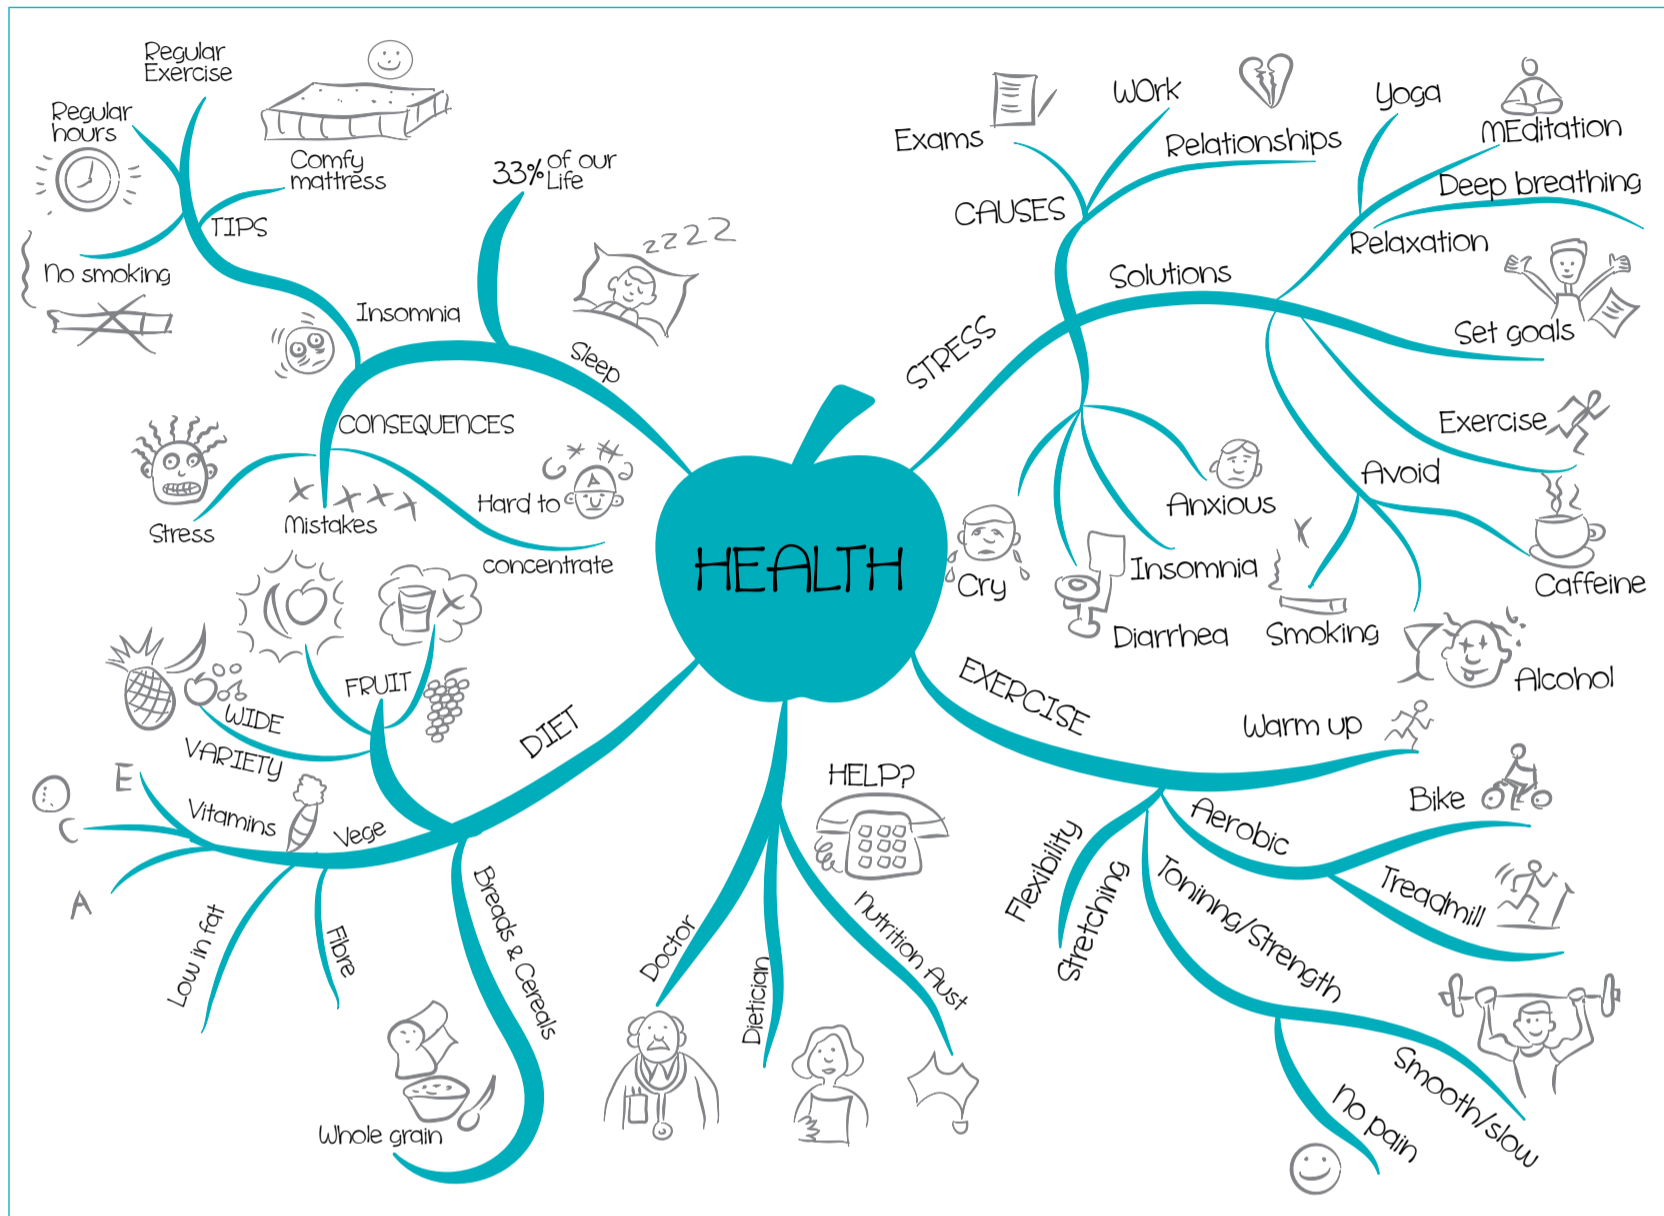 HEALTH
Sleep
33% of our
Life
Insomnia
TIPS
Regular
Exercise
Regular
hours
Comfy
mattress
No smoking
CONSEQUENCES
Stress
Mistakes
Hard to
concentrate
zzzz
STRESS
CAUSES
Exams
WOrk
Relationships
Solutions
Yoga
MEditation
Deep breathing
Relaxation
Set goals
Exercise
Avoid
Caffeine
Alcohol
Smoking
Anxious
Insomnia
Diarrhea
Cry
EXERCISE
Warm up
Aerobic
Bike
Treadmill
Toninng/Strength
Smooth/slow
No pain
Flexibility
Stretching
HELP?
Doctor
Dietician
Nutrition Aust
DIET
FRUIT
WIDE
VARIETY
Vege
Vitamins
E
C
A
Low in fat
Fibre
Breads & Cereals
Whole grain